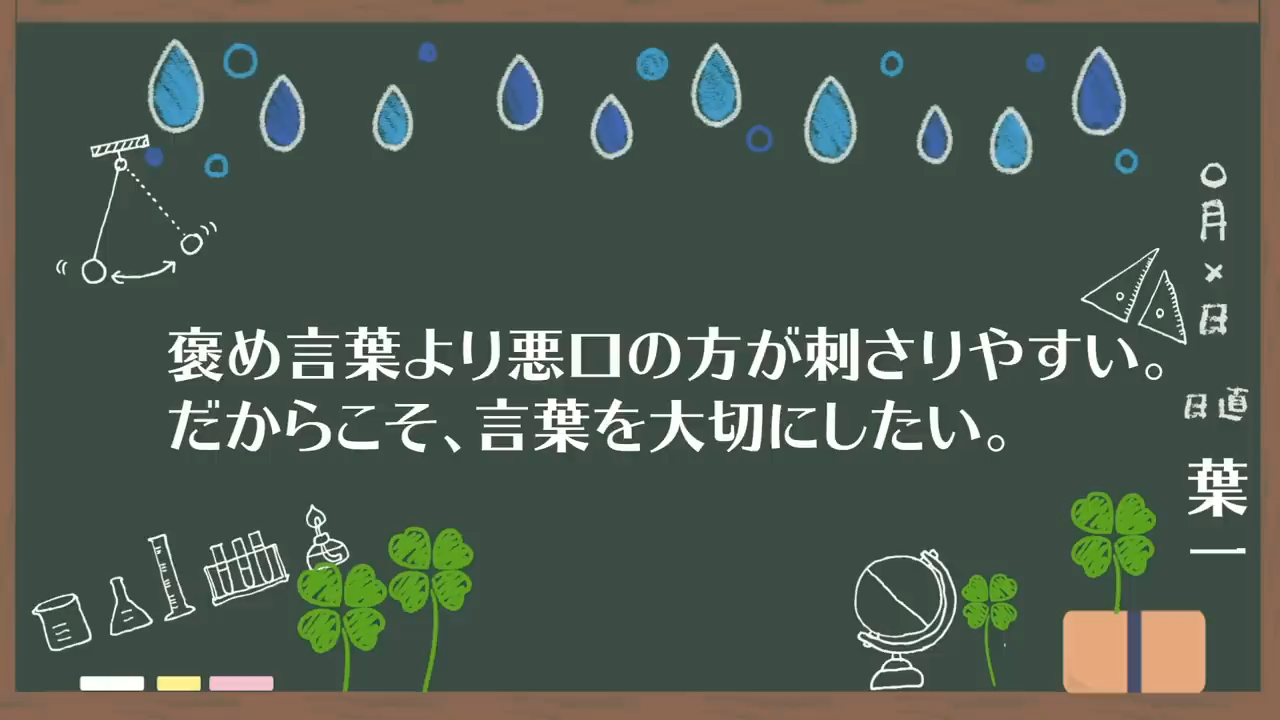 褒め言葉より悪口の方が刺さりやすい。
だからこそ、言葉を大切にしたい。
〇月×日
日直
葉一